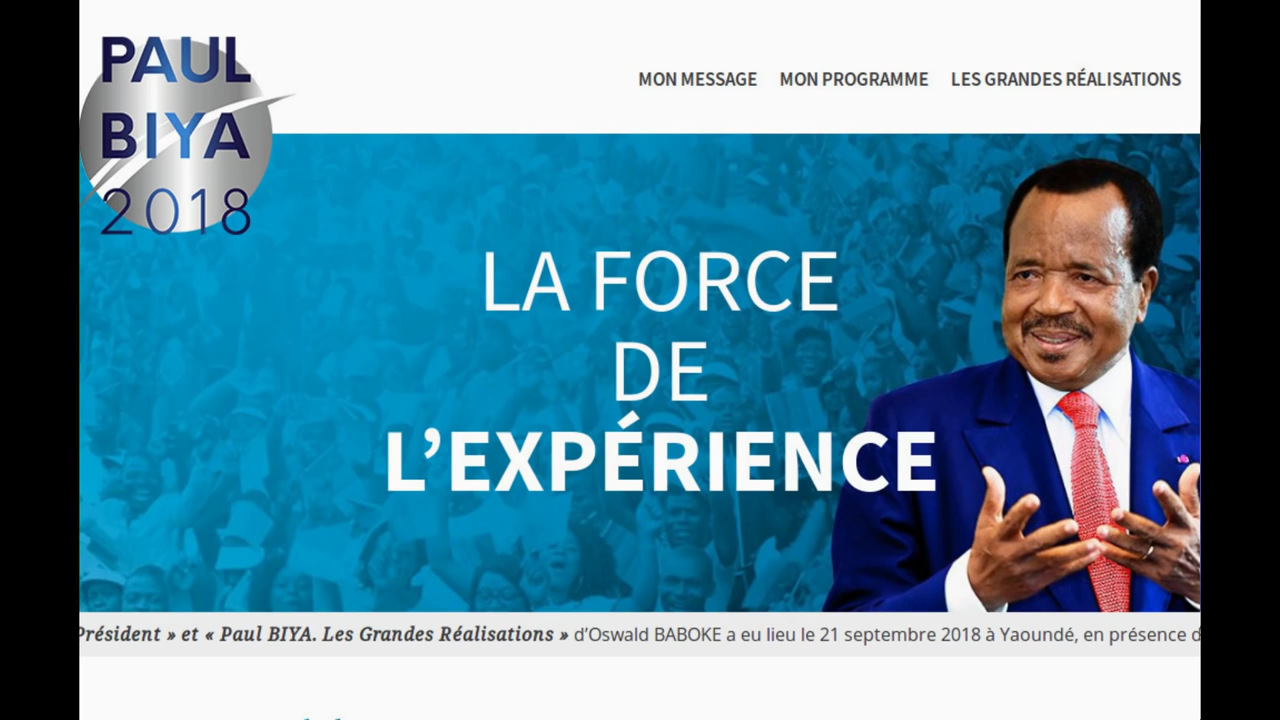 PAUL
BIYA
2018
MON MESSAGE MON PROGRAMME LES GRANDES RÉALISATIONS
LA FORCE
DE
L’EXPÉRIENCE
Président » et « Paul BIYA. Les Grandes Réalisations » d’Oswald BABOKE a eu lieu le 21 septembre 2018 à Yaoundé, en présence